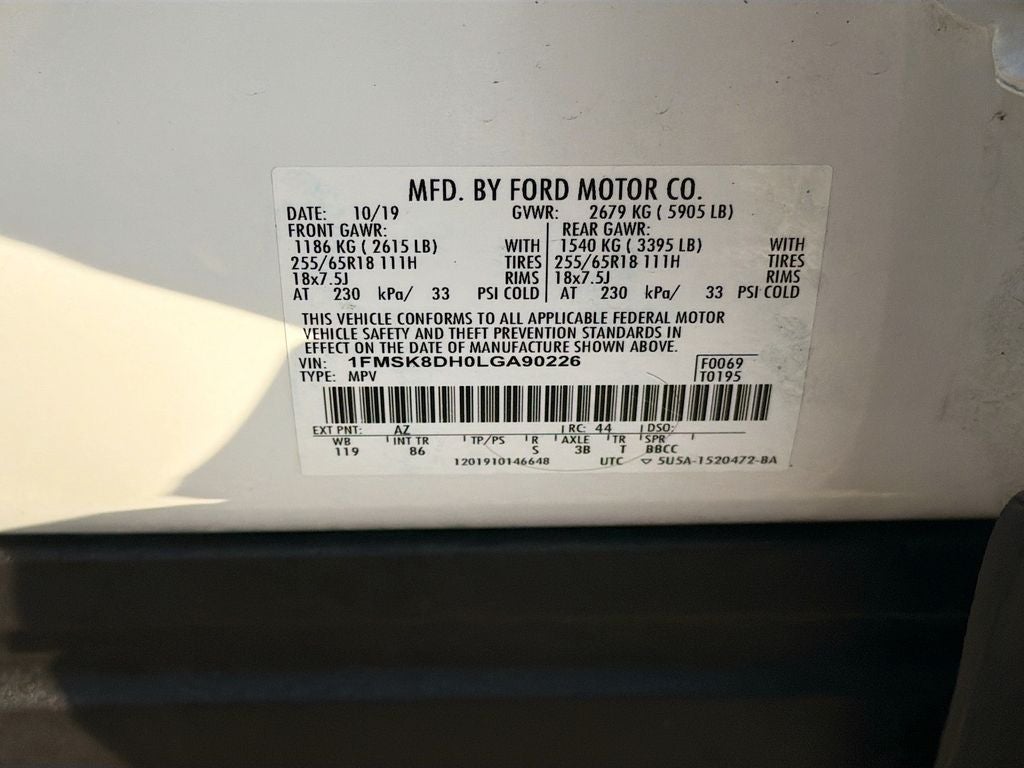 MFD. BY FORD MOTOR CO.
DATE: 10/19 GVWR: 2679 KG ( 5905 LB)
FRONT GAWR: REAR GAWR:
1186 KG ( 2615 LB) WITH 1540 KG ( 3395 LB) WITH
255/65R18 111H TIRES 255/65R18 111H TIRES
18x7.5J RIMS 18x7.5J RIMS
AT 230 kPa/ 33 PSI COLD AT 230 kPa/ 33 PSI COLD
THIS VEHICLE CONFORMS TO ALL APPLICABLE FEDERAL MOTOR
VEHICLE SAFETY AND THEFT PREVENTION STANDARDS IN
EFFECT ON THE DATE OF MANUFACTURE SHOWN ABOVE.
VIN: 1FMSK8DH0LGA90226 F0069
TYPE: MPV T0195
EXT PNT: AZ RC: 44 DSO:
WB INT TR TP/PS R AXLE TR SPR
119 86 S 3B T BBCC
1201910146648 UTC ▽ 5U5A-1520472-BA